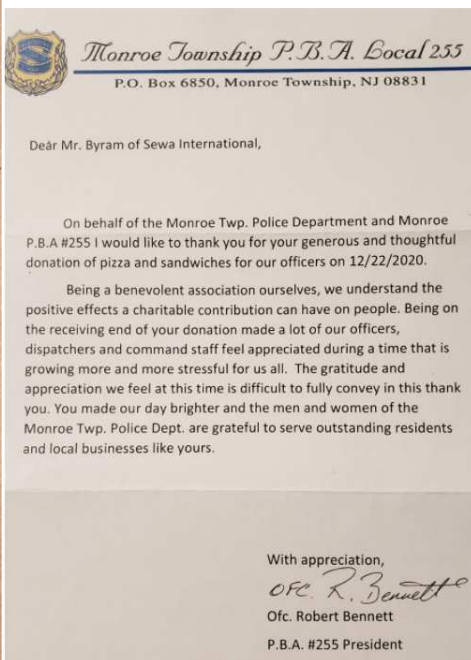 Monroe Township P.B.A. Local 255
P.O. Box 6850, Monroe Township, NJ 08831
Dear Mr. Byram of Sewa International,
On behalf of the Monroe Twp. Police Department and Monroe
P.B.A #255 I would like to thank you for your generous and thoughtful
donation of pizza and sandwiches for our officers on 12/22/2020.
Being a benevolent association ourselves, we understand the
positive effects a charitable contribution can have on people. Being on
the receiving end of your donation made a lot of our officers,
dispatchers and command staff feel appreciated during a time that is
growing more and more stressful for us all. The gratitude and
appreciation we feel at this time is difficult to fully convey in this thank
you. You made our day brighter and the men and women of the
Monroe Twp. Police Dept. are grateful to serve outstanding residents
and local businesses like yours.
With appreciation,
OFC. R. Bennett
Ofc. Robert Bennett
P.B.A. #255 President